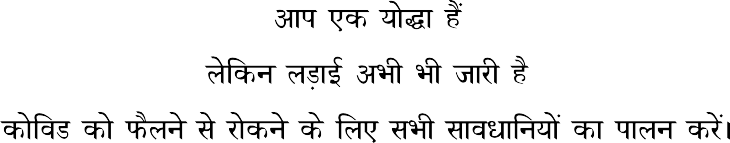 आप एक योद्धा हैं
लेकिन लड़ाई अभी भी जारी है
कोविड को फैलने से रोकने के लिए सभी सावधानियों का पालन करें।